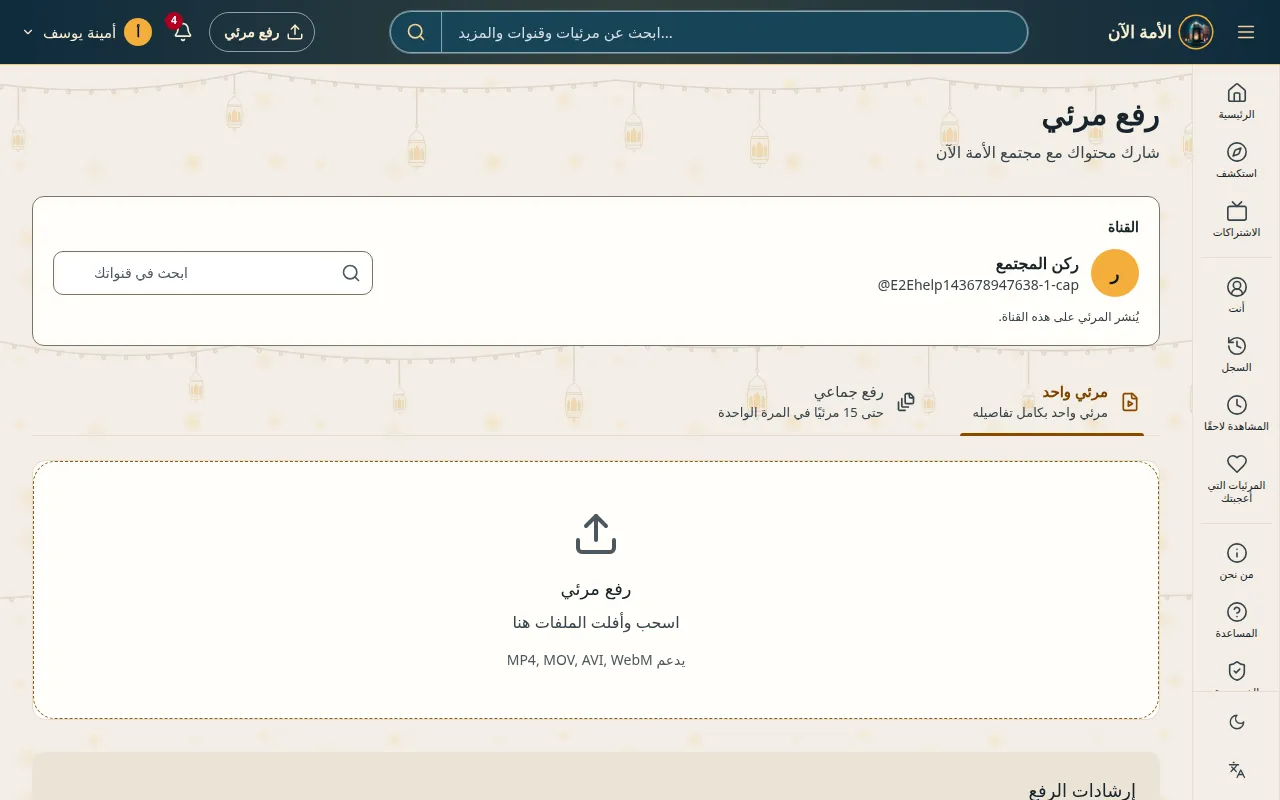 الأمة الآن
ابحث عن مرئيات وقنوات والمزيد...
رفع مرئي
4
أ
أمينة يوسف
الرئيسية
استكشف
الاشتراكات
أنت
السجل
المشاهدة لاحقًا
المرئيات التي
أعجبتك
من نحن
المساعدة
رفع مرئي
شارك محتواك مع مجتمع الأمة الآن
القناة
ر
ركن المجتمع
@E2Ehelp143678947638-1-cap
يُنشر المرئي على هذه القناة.
ابحث في قنواتك
مرئي واحد
مرئي واحد بكامل تفاصيله
رفع جماعي
حتى 15 مرئيًا في المرة الواحدة
رفع مرئي
اسحب وأفلت الملفات هنا
يدعم MP4, MOV, AVI, WebM
إرشادات الرفع